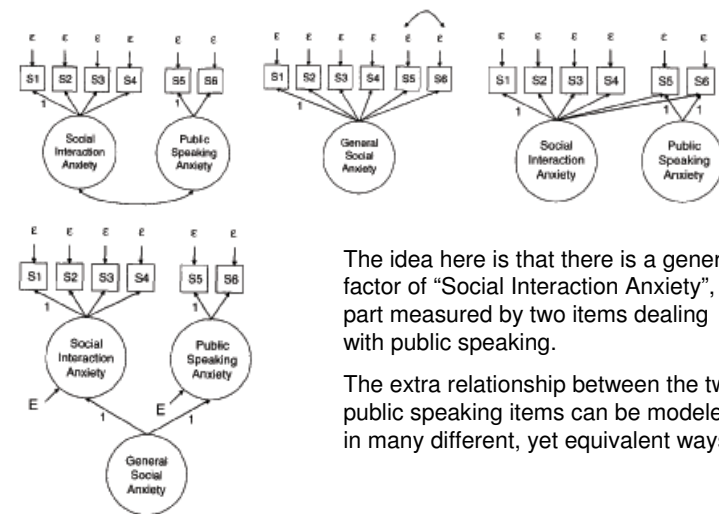 ε ε ε ε ε ε
S1 S2 S3 S4 S5 S6
1 1
Social
Interaction
Anxiety
Public
Speaking
Anxiety
ε ε ε ε ε ε
S1 S2 S3 S4 S5 S6
1
General
Social
Anxiety
ε ε ε ε ε ε
S1 S2 S3 S4 S5 S6
1 1 1
Social
Interaction
Anxiety
Public
Speaking
Anxiety
ε ε ε ε ε ε
S1 S2 S3 S4 S5 S6
1 1
Social
Interaction
Anxiety
Public
Speaking
Anxiety
E E
1 1
General
Social
Anxiety
The idea here is that there is a gener
factor of “Social Interaction Anxiety”,
part measured by two items dealing
with public speaking.
The extra relationship between the tw
public speaking items can be modele
in many different, yet equivalent ways